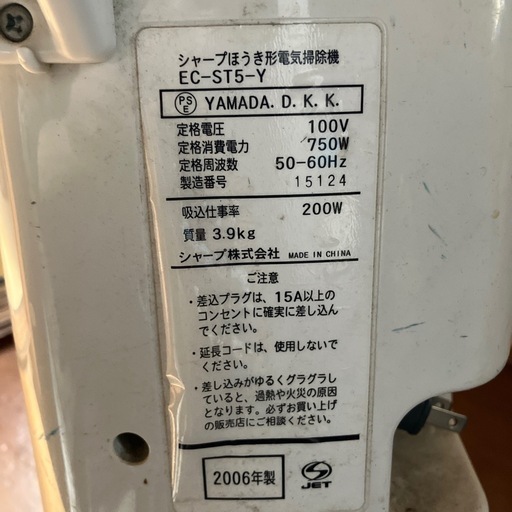 シャープほうき形電気掃除機
EC-ST5-Y
PSE YAMADA. D. K. K.
定格電圧 100V
定格消費電力 750W
定格周波数 50-60Hz
製造番号 15124
吸込仕事率 200W
質量 3.9kg
シャープ株式会社 MADE IN CHINA
ご注意
・差込プラグは、15A以上の
コンセントに確実に差し込ん
でください。
・延長コードは、使用しないで
ください。
・差し込みがゆるくグラグラし
ていると、過熱や火災の原因
となります。必ずお買い上げ
の販売店にご相談ください。
2006年製
JET